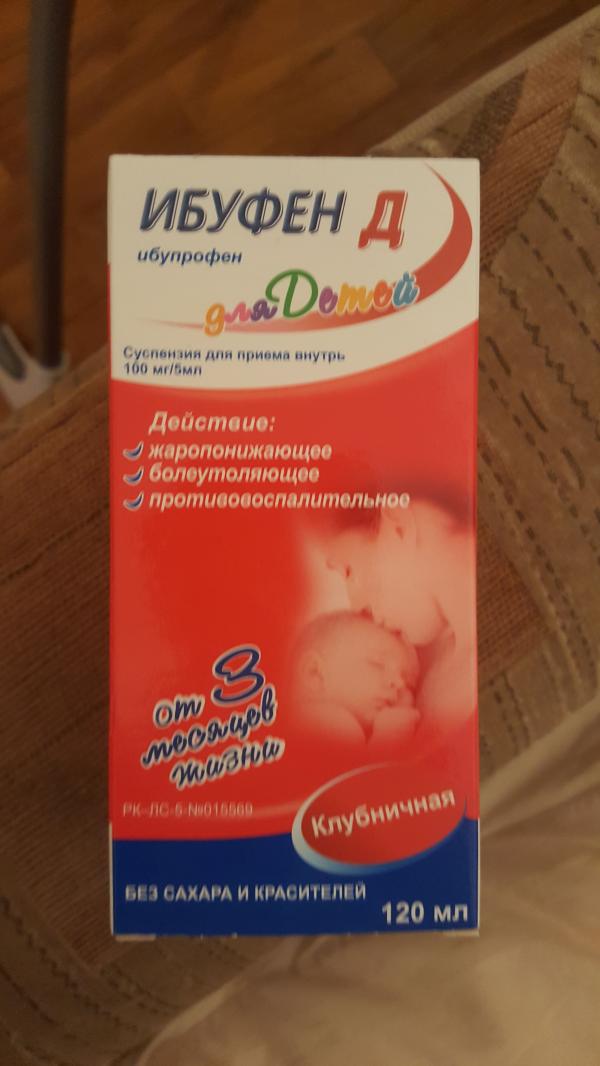 ИБУФЕН Д
ибупрофен
для Детей
Суспензия для приема внутрь
100 мг/5мл
Действие:
жаропонижающее
болеутоляющее
противовоспалительное
от 3
месяцев
жизни
РК-ЛС-5-№015569
Клубничная
БЕЗ САХАРА И КРАСИТЕЛЕЙ
120 мл